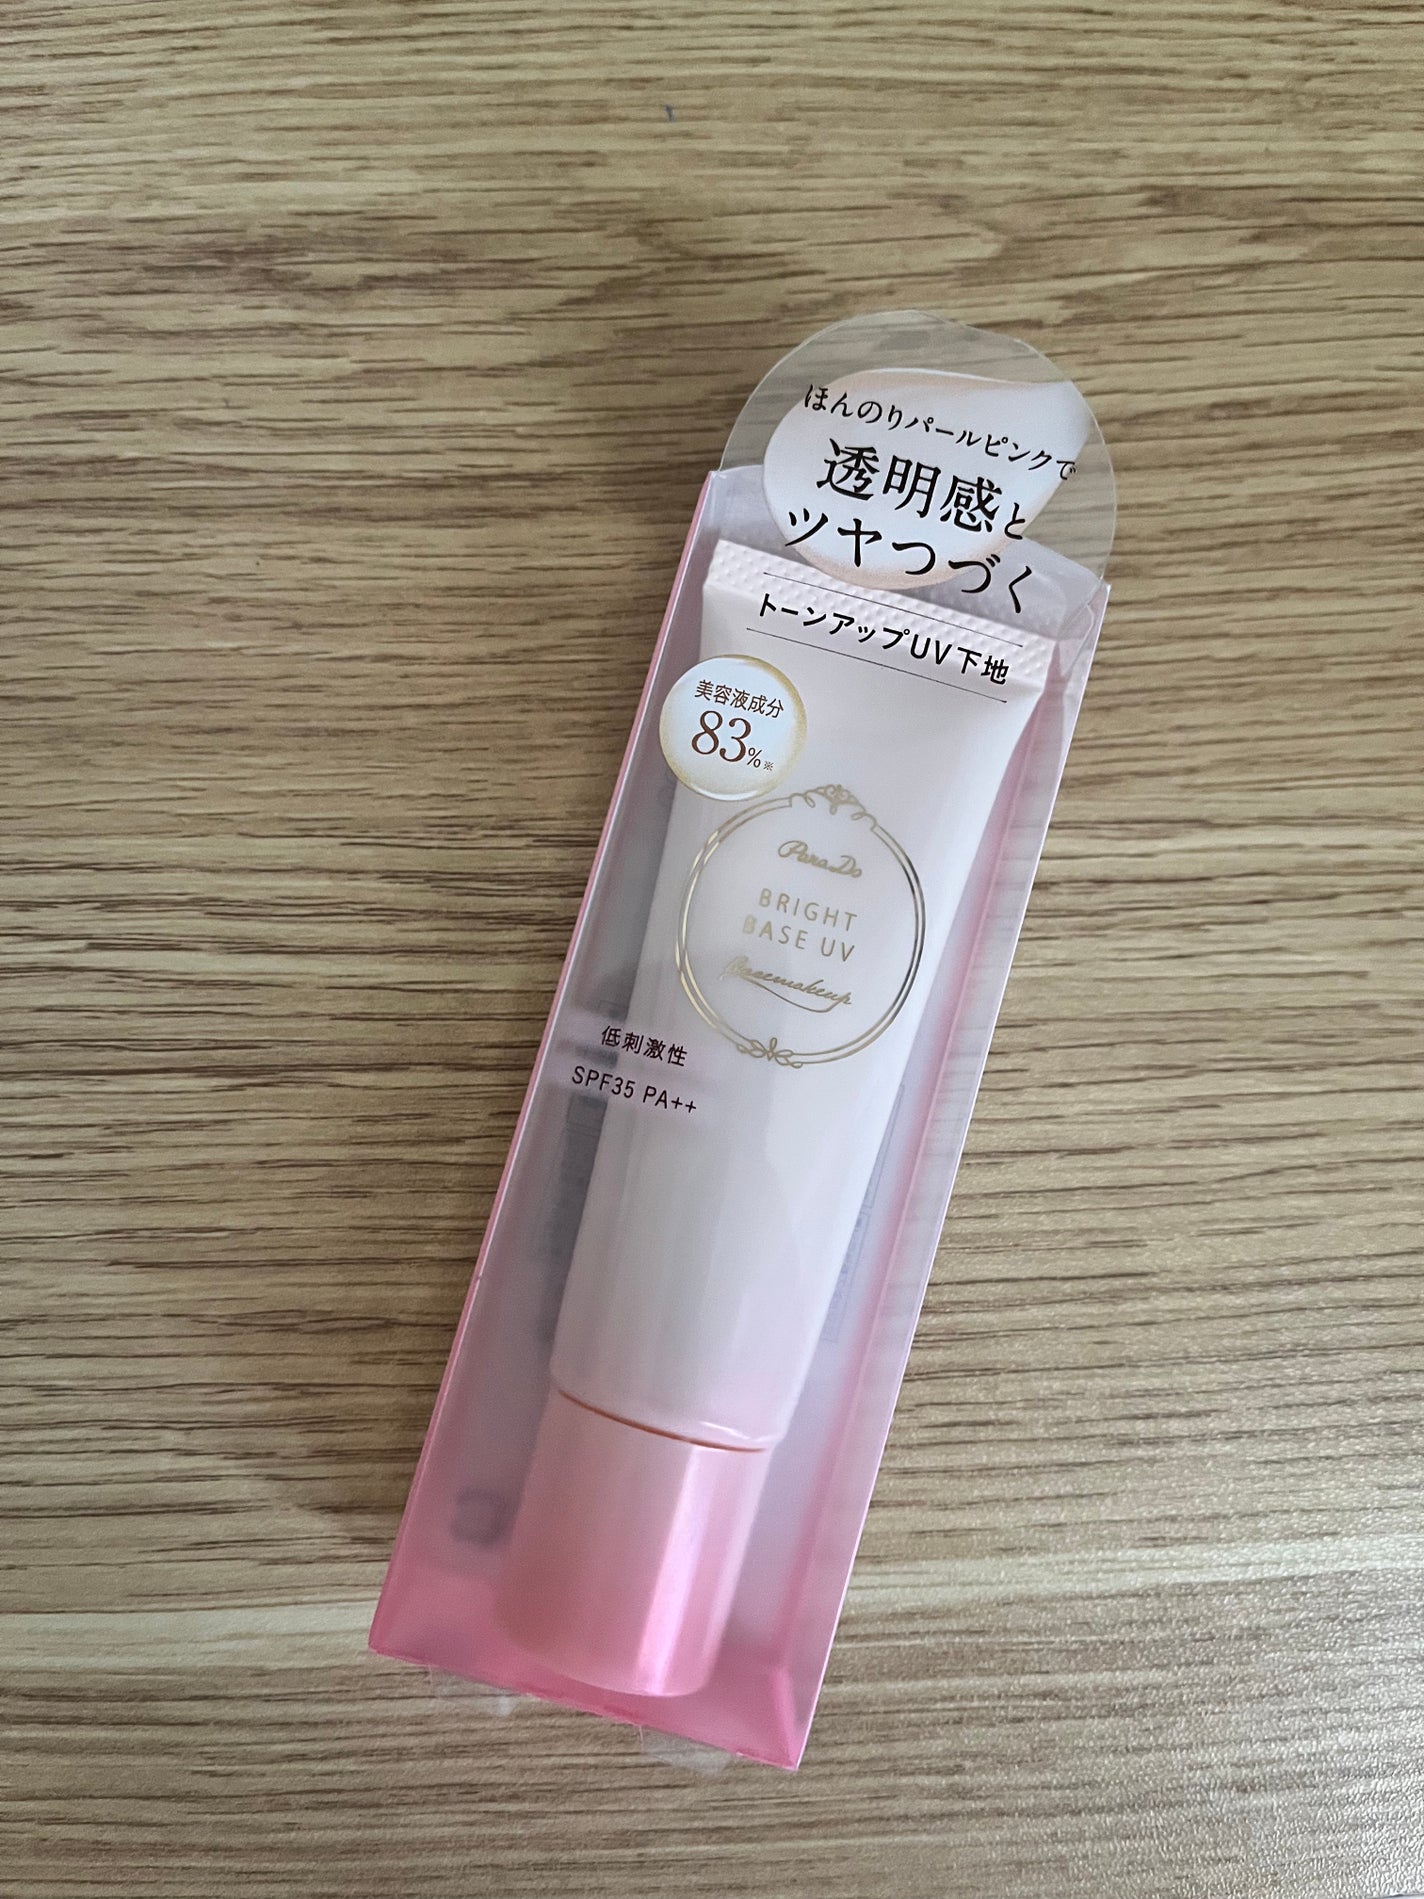 ほんのりパールピンクで
透明感と
ツヤつづく
トーンアップUV下地
美容液成分
83%※
ParaDo
BRIGHT
BASE UV
Basemakeup
低刺激性
SPF35 PA++